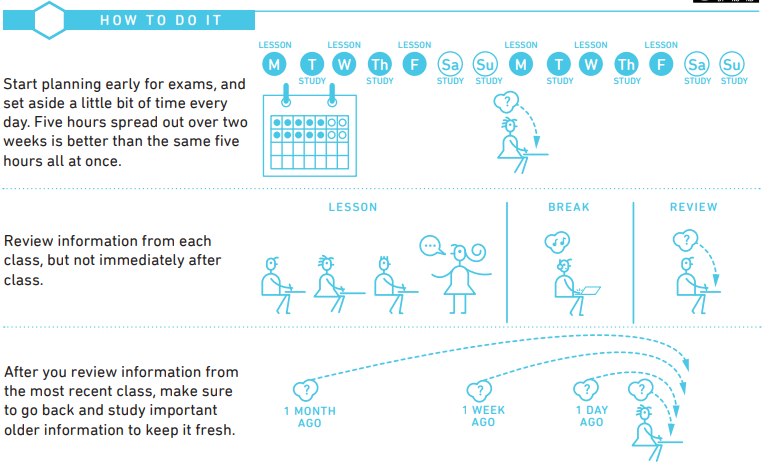 HOW TO DO IT
LESSON LESSON LESSON LESSON LESSON LESSON
M T W Th F Sa Su M T W Th F Sa Su
STUDY STUDY STUDY STUDY STUDY STUDY STUDY STUDY
Start planning early for exams, and
set aside a little bit of time every
day. Five hours spread out over two
weeks is better than the same five
hours all at once.
?
LESSON BREAK REVIEW
Review information from each
class, but not immediately after
class.
...
?
After you review information from
the most recent class, make sure
to go back and study important
older information to keep it fresh.
? ? ? ?
1 MONTH
AGO
1 WEEK
AGO
1 DAY
AGO